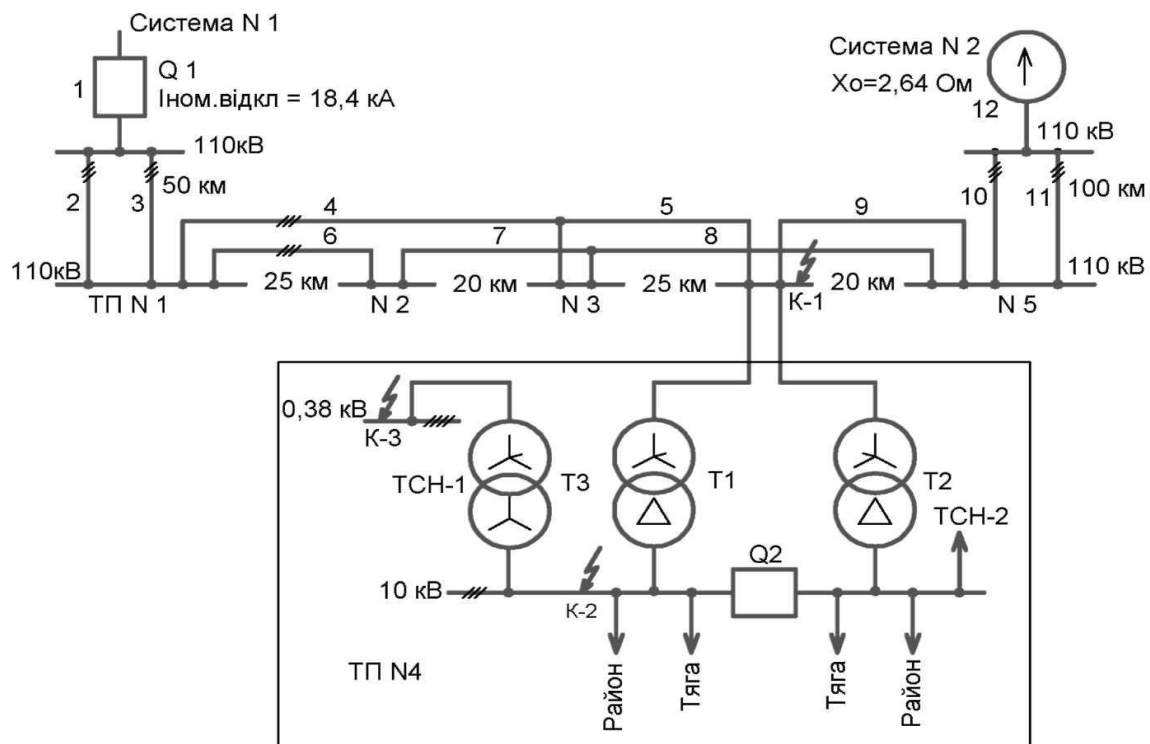 Система N 1
Q 1
1
Iном.відкл = 18,4 кА
110кВ
2
3
50 км
Система N 2
Xo=2,64 Ом
12
110 кВ
10
11
100 км
4
5
9
6
7
8
110кВ
25 км
20 км
25 км
20 км
110 кВ
ТП N 1
N 2
N 3
К-1
N 5
0,38 кВ
К-3
ТСН-1
Т3
Т1
Т2
ТСН-2
Q2
10 кВ
К-2
Район
Тяга
Тяга
Район
ТП N4